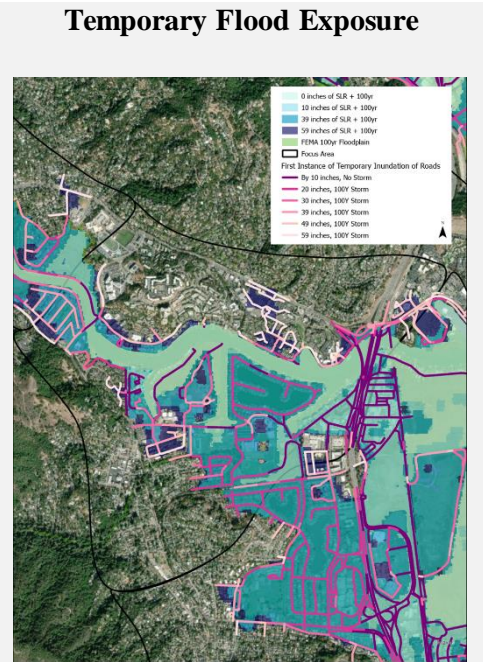 Temporary Flood Exposure
0 inches of SLR + 100yr
10 inches of SLR + 100yr
39 inches of SLR + 100yr
59 inches of SLR + 100yr
FEMA 100yr Floodplain
Focus Area
First Instance of Temporary Inundation of Roads
By 10 inches, No Storm
20 inches, 100Y Storm
30 inches, 100Y Storm
39 inches, 100Y Storm
49 inches, 100Y Storm
59 inches, 100Y Storm